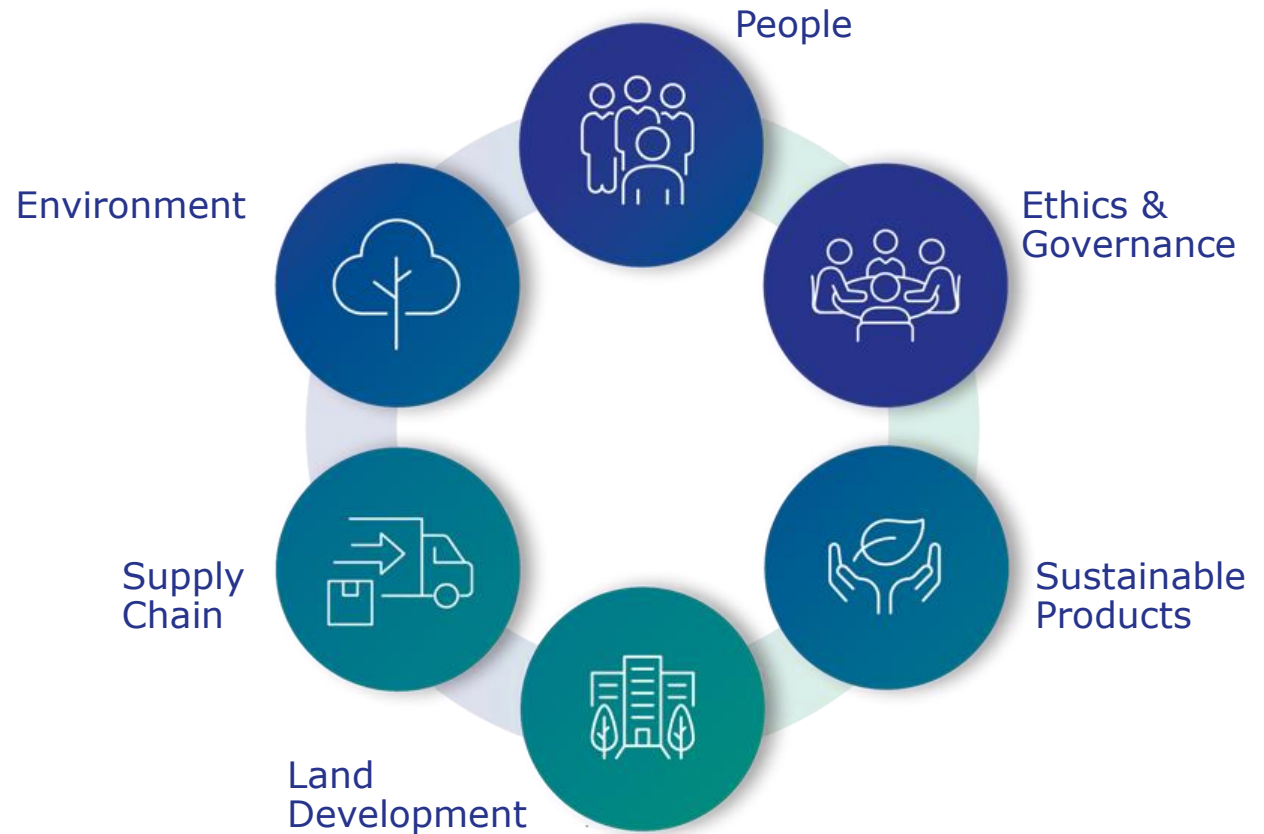 People
Ethics &
Governance
Environment
Sustainable
Products
Supply
Chain
Land
Development